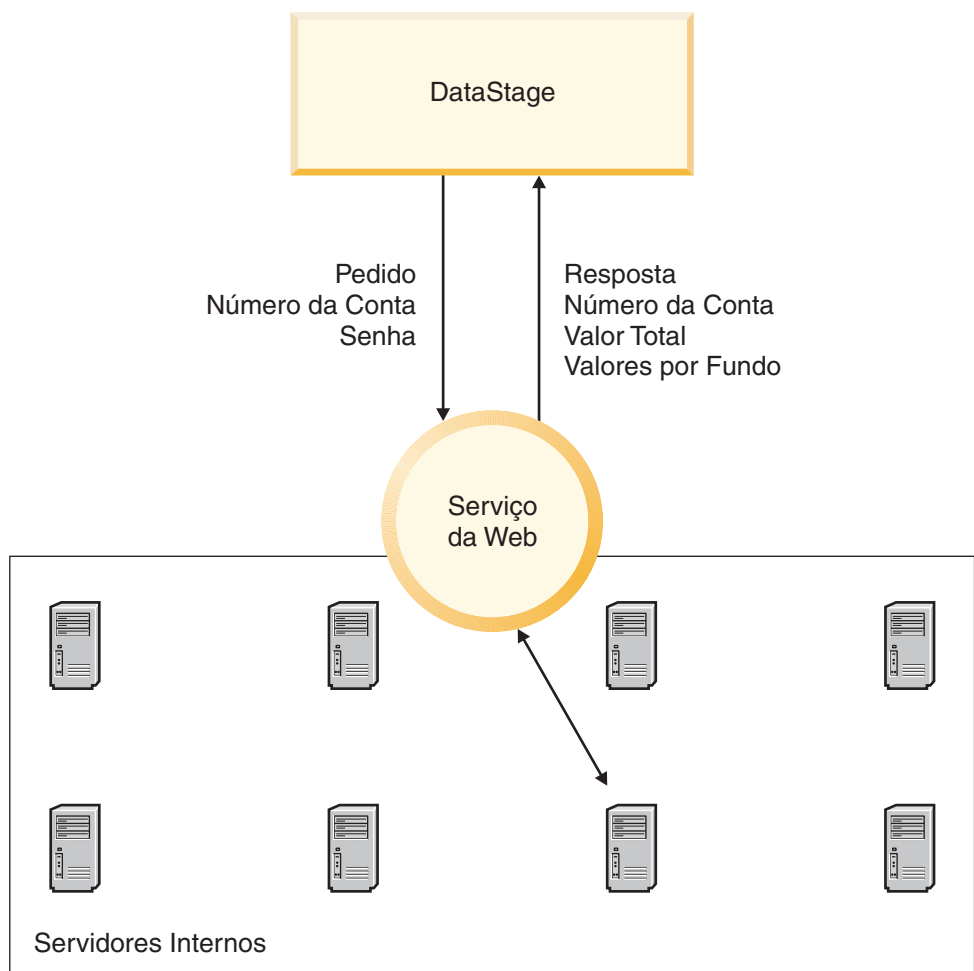 DataStage
Pedido
Número da Conta
Senha
Resposta
Número da Conta
Valor Total
Valores por Fundo
Serviço
da Web
Servidores Internos